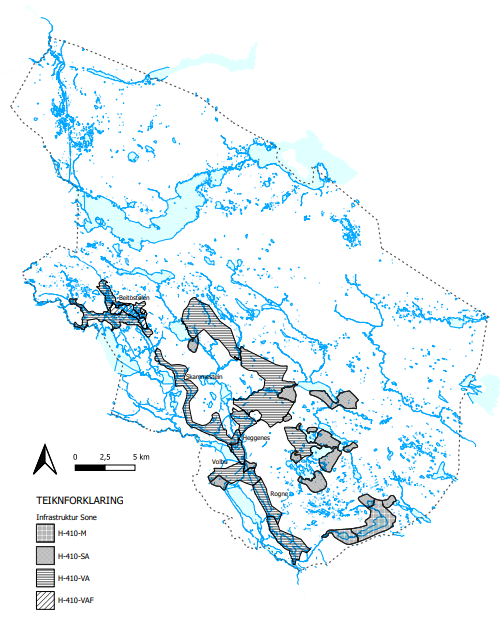 Beitostølen
Skammestein
Heggenes
Volbu
Rogne
0 2,5 5 km
TEIKNFORKLARING
Infrastruktur Sone
H-410-M
H-410-SA
H-410-VA
H-410-VAF